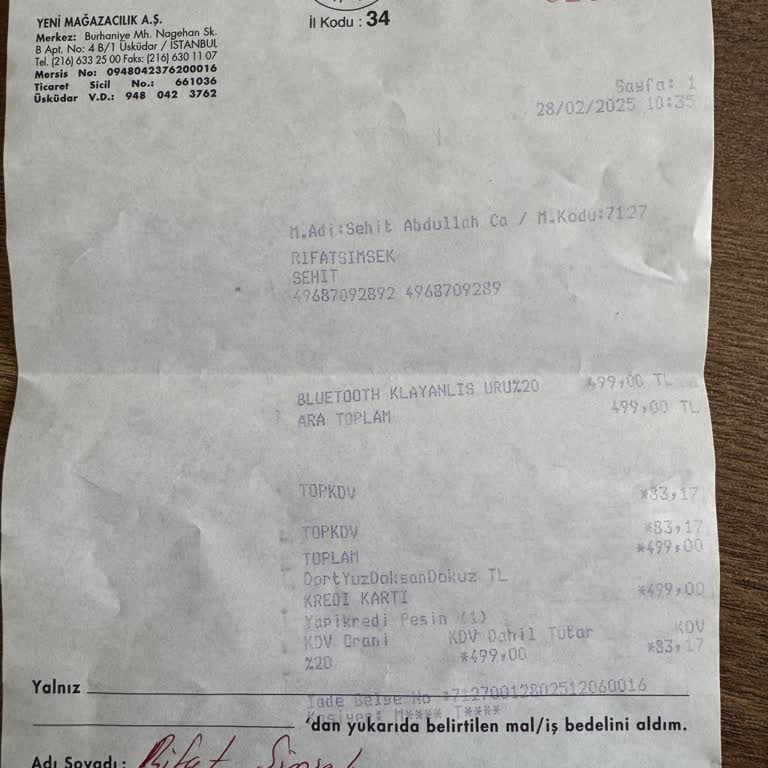 YENİ MAĞAZACILIK A.Ş.
Merkez: Burhaniye Mh. Nagehan Sk.
B Apt. No: 4 B/1 Üsküdar / İSTANBUL
Tel. (216) 633 25 00 Faks: (216) 630 11 07
Mersis No: 0948042376200016
Ticaret Sicil No.: 661036
Üsküdar V.D.: 948 042 3762
İl Kodu : 34
Sayfa: 1
28/02/2025 10:35
M.Adi:Sehit Abdullah Ca / M.Kodu:7127
RIFATSIMSEK
SEHIT
49687092892 4968709289
BLUETOOTH KLAYANLIS URU%20 499,00 TL
ARA TOPLAM 499,00 TL
TOPKDV *83,17
TOPKDV *83,17
TOPLAM *499,00
DortYuzDoksanDokuz TL
KREDI KARTI *499,00
Yapikredi Pesin (1)
KDV Orani KDV Dahil Tutar KDV
%20 *499,00 *83,17
Yalnız
Iade Belge No :71270012802512060016
Kasiyer: M**** T****
'dan yukarıda belirtilen mal/iş bedelini aldım.
Adı Soyadı : Rifat